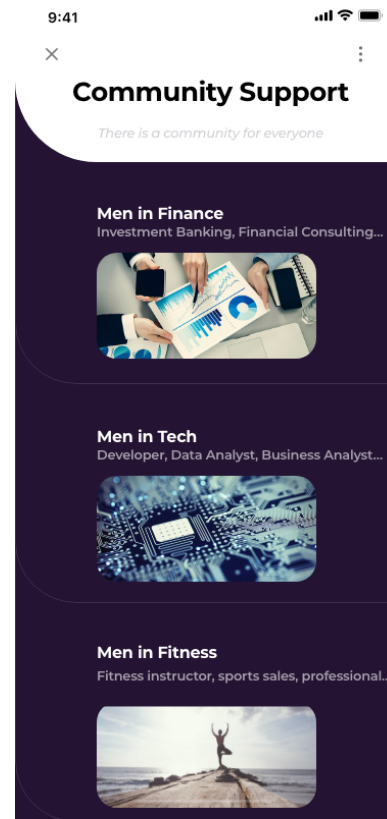 9:41
Community Support
There is a community for everyone
Men in Finance
Investment Banking, Financial Consulting...
Men in Tech
Developer, Data Analyst, Business Analyst...
Men in Fitness
Fitness instructor, sports sales, professional..